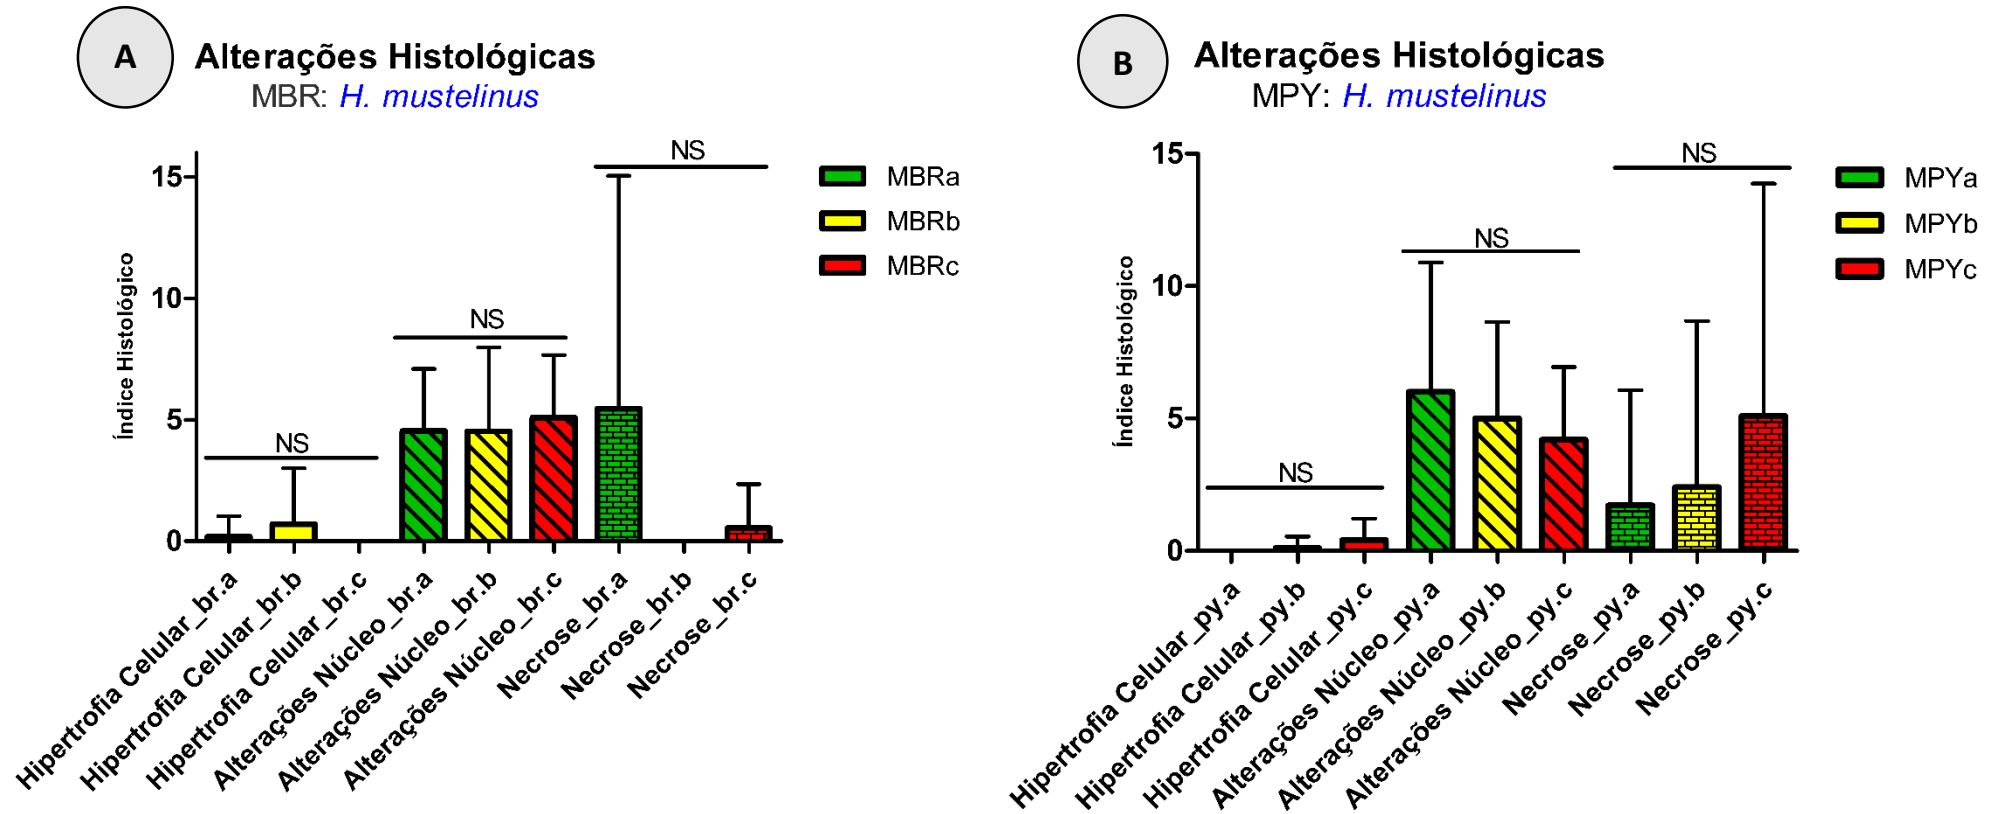 A
Alterações Histológicas
MBR: H. mustelinus
Índice Histológico
15
10
5
0
NS
NS
NS
MBRa
MBRb
MBRc
Hipertrofia Celular_br.a
Hipertrofia Celular_br.b
Hipertrofia Celular_br.c
Alterações Núcleo_br.a
Alterações Núcleo_br.b
Alterações Núcleo_br.c
Necrose_br.a
Necrose_br.b
Necrose_br.c
B
Alterações Histológicas
MPY: H. mustelinus
Índice Histológico
15
10
5
0
NS
NS
NS
MPYa
MPYb
MPYc
Hipertrofia Celular_py.a
Hipertrofia Celular_py.b
Hipertrofia Celular_py.c
Alterações Núcleo_py.a
Alterações Núcleo_py.b
Alterações Núcleo_py.c
Necrose_py.a
Necrose_py.b
Necrose_py.c